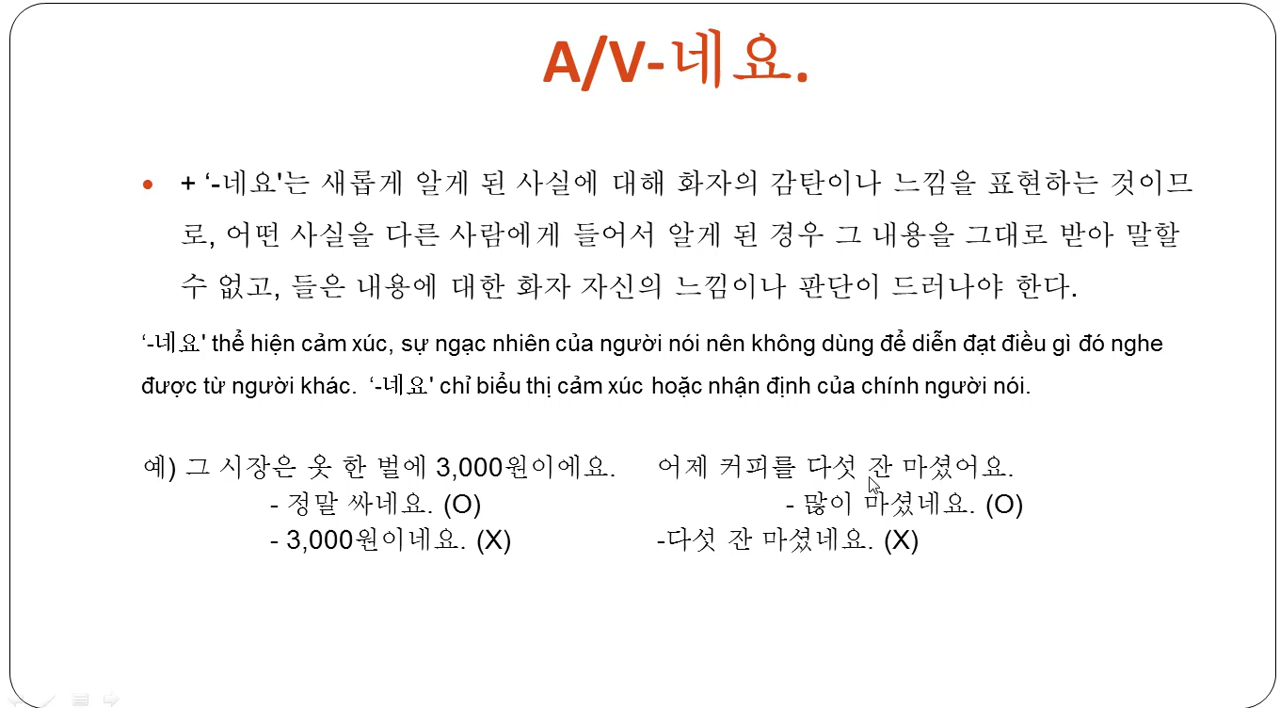 A/V-네요.
• + ‘-네요'는 새롭게 알게 된 사실에 대해 화자의 감탄이나 느낌을 표현하는 것이므
로, 어떤 사실을 다른 사람에게 들어서 알게 된 경우 그 내용을 그대로 받아 말할
수 없고, 들은 내용에 대한 화자 자신의 느낌이나 판단이 드러나야 한다.
‘-네요' thể hiện cảm xúc, sự ngạc nhiên của người nói nên không dùng để diễn đạt điều gì đó nghe
được từ người khác. ‘-네요' chỉ biểu thị cảm xúc hoặc nhận định của chính người nói.
예) 그 시장은 옷 한 벌에 3,000원이에요. 어제 커피를 다섯 잔 마셨어요.
- 정말 싸네요. (O) - 많이 마셨네요. (O)
- 3,000원이네요. (X) -다섯 잔 마셨네요. (X)